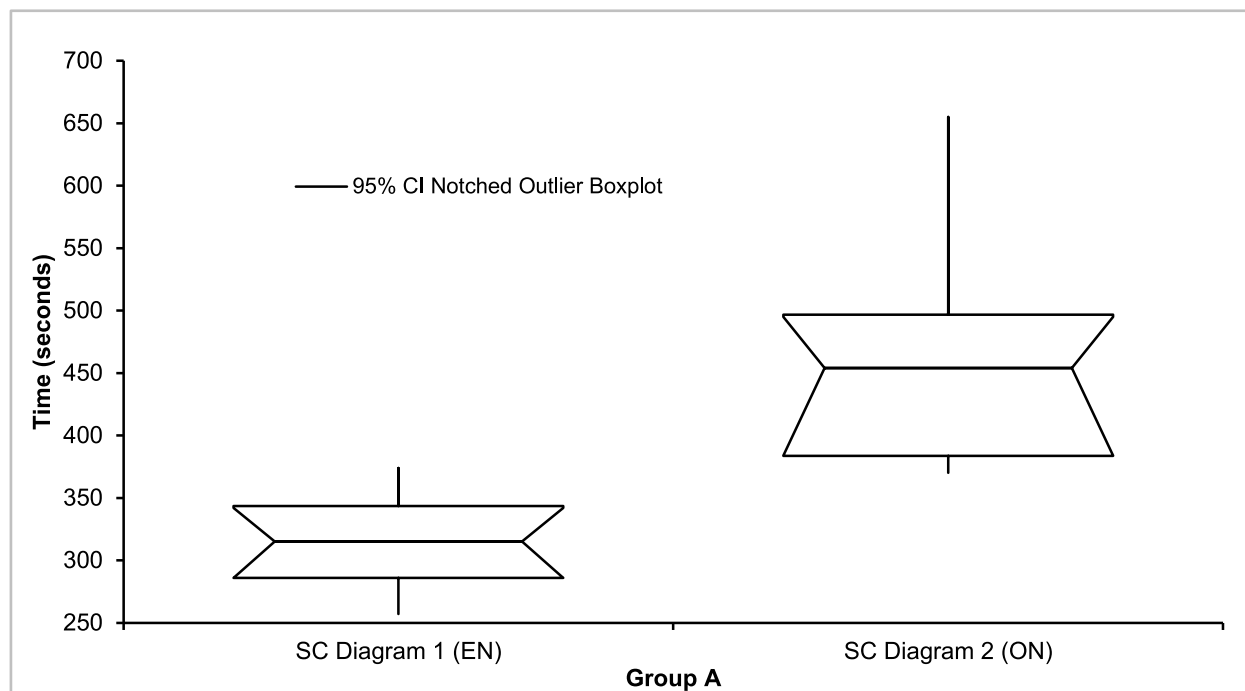 700
650
600
95% CI Notched Outlier Boxplot
550
500
450
400
350
300
250
Time (seconds)
SC Diagram 1 (EN)
SC Diagram 2 (ON)
Group A